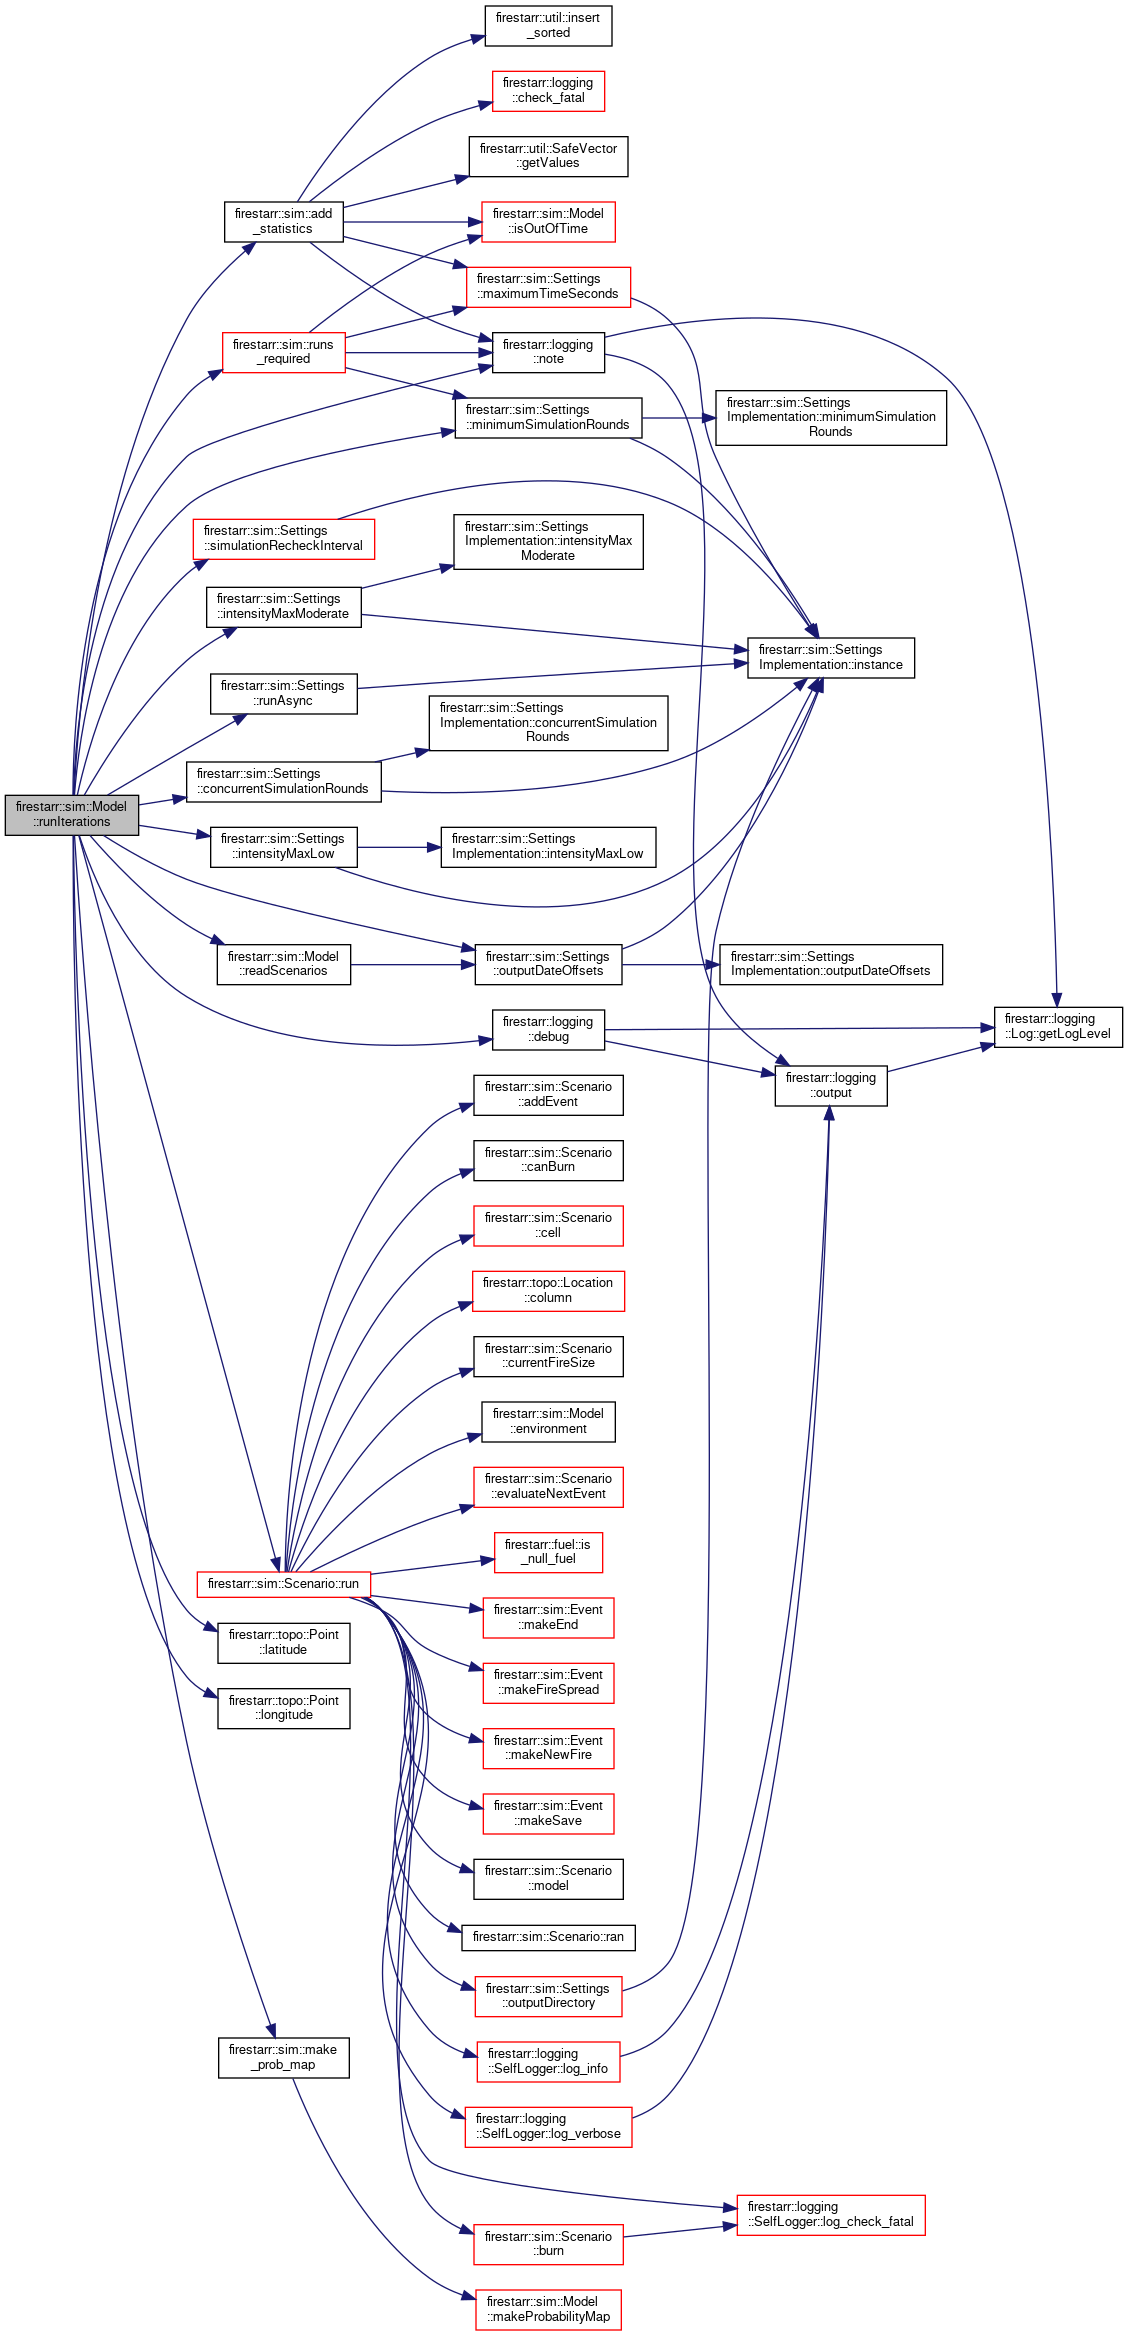 firestarr::util::insert
_sorted
firestarr::logging
::check_fatal
firestarr::util::SafeVector
::getValues
firestarr::sim::add
_statistics
firestarr::sim::Model
::isOutOfTime
firestarr::sim::Settings
::maximumTimeSeconds
firestarr::sim::runs
_required
firestarr::logging
::note
firestarr::sim::Settings
::minimumSimulationRounds
firestarr::sim::Settings
Implementation::minimumSimulation
Rounds
firestarr::sim::Settings
::simulationRecheckInterval
firestarr::sim::Settings
Implementation::intensityMax
Moderate
firestarr::sim::Settings
::intensityMaxModerate
firestarr::sim::Settings
Implementation::instance
firestarr::sim::Settings
::runAsync
firestarr::sim::Settings
Implementation::concurrentSimulation
Rounds
firestarr::sim::Settings
::concurrentSimulationRounds
firestarr::sim::Model
::runIterations
firestarr::sim::Settings
::intensityMaxLow
firestarr::sim::Settings
Implementation::intensityMaxLow
firestarr::sim::Model
::readScenarios
firestarr::sim::Settings
::outputDateOffsets
firestarr::sim::Settings
Implementation::outputDateOffsets
firestarr::logging
::debug
firestarr::logging
::Log::getLogLevel
firestarr::logging
::output
firestarr::sim::Scenario
::addEvent
firestarr::sim::Scenario
::canBurn
firestarr::sim::Scenario
::cell
firestarr::topo::Location
::column
firestarr::sim::Scenario
::currentFireSize
firestarr::sim::Model
::environment
firestarr::sim::Scenario
::evaluateNextEvent
firestarr::fuel::is
_null_fuel
firestarr::sim::Scenario::run
firestarr::sim::Event
::makeEnd
firestarr::topo::Point
::latitude
firestarr::sim::Event
::makeFireSpread
firestarr::topo::Point
::longitude
firestarr::sim::Event
::makeNewFire
firestarr::sim::Event
::makeSave
firestarr::sim::Scenario
::model
firestarr::sim::Scenario::ran
firestarr::sim::Settings
::outputDirectory
firestarr::sim::make
_prob_map
firestarr::logging
::SelfLogger::log_info
firestarr::logging
::SelfLogger::log_verbose
firestarr::logging
::SelfLogger::log_check_fatal
firestarr::sim::Scenario
::burn
firestarr::sim::Model
::makeProbabilityMap